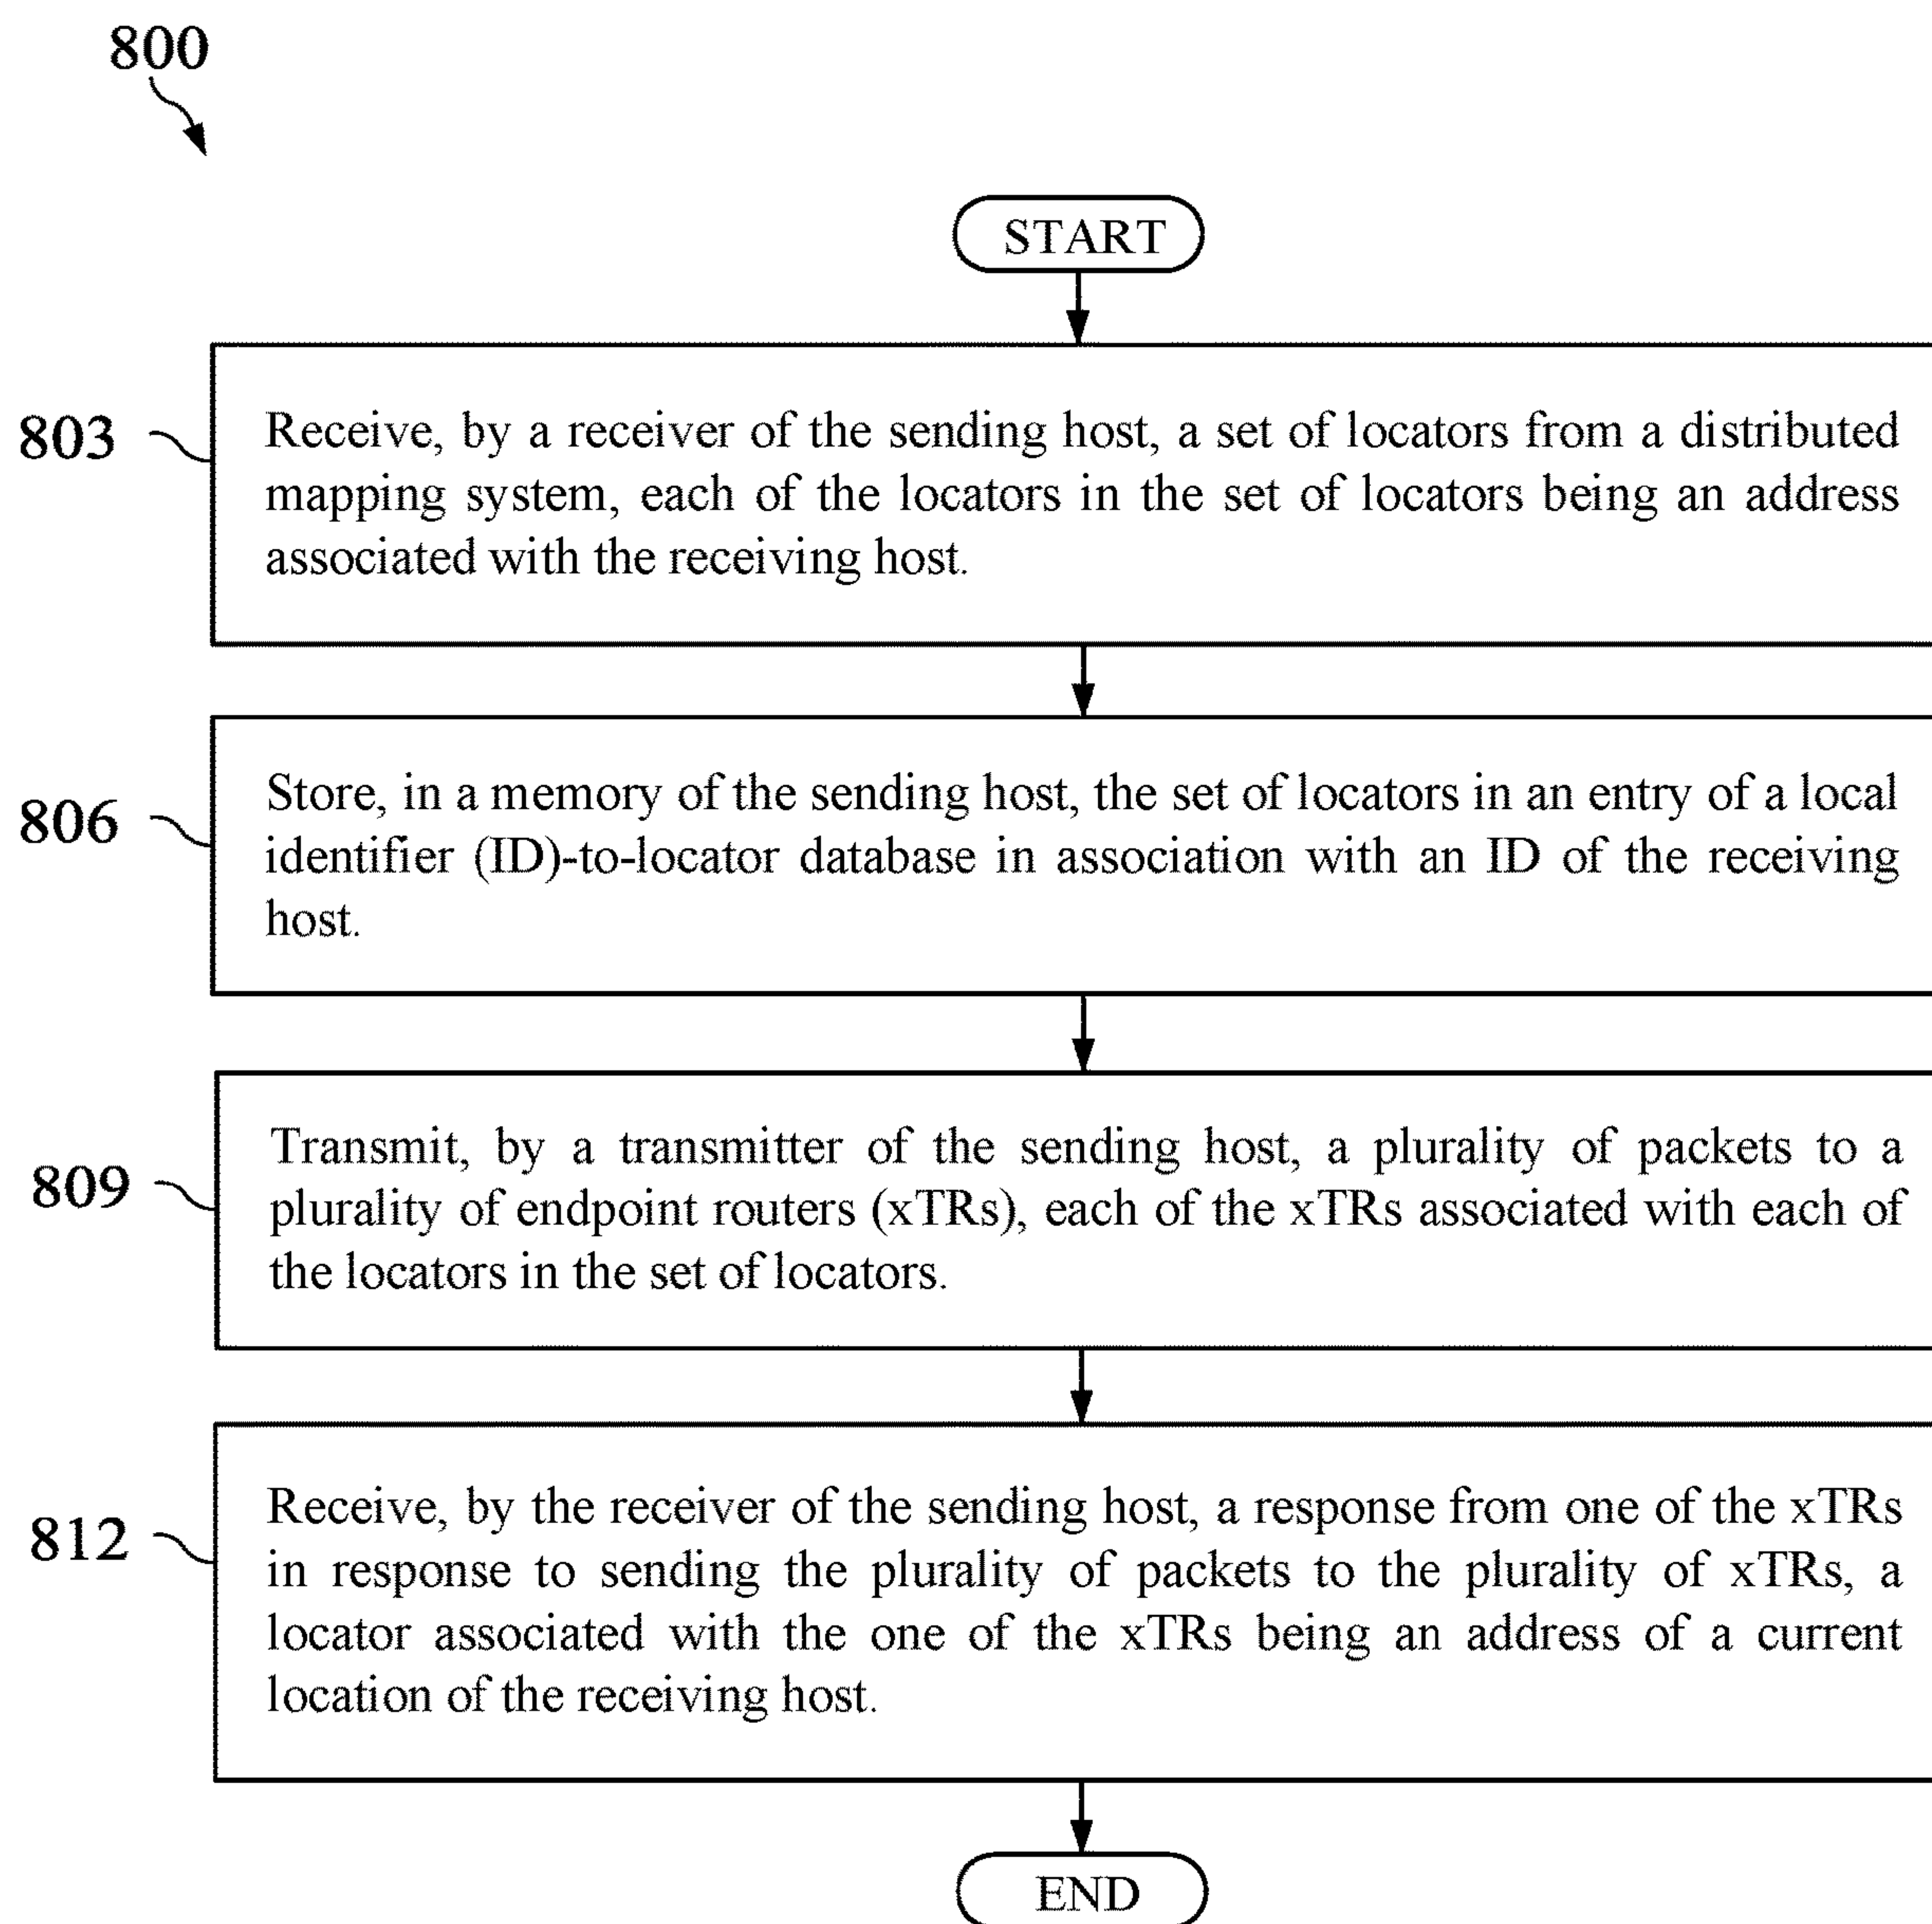 800
START
803
Receive, by a receiver of the sending host, a set of locators from a distributed
mapping system, each of the locators in the set of locators being an address
associated with the receiving host.
806
Store, in a memory of the sending host, the set of locators in an entry of a local
identifier (ID)-to-locator database in association with an ID of the receiving
host.
809
Transmit, by a transmitter of the sending host, a plurality of packets to a
plurality of endpoint routers (xTRs), each of the xTRs associated with each of
the locators in the set of locators.
812
Receive, by the receiver of the sending host, a response from one of the xTRs
in response to sending the plurality of packets to the plurality of xTRs, a
locator associated with the one of the xTRs being an address of a current
location of the receiving host.
END